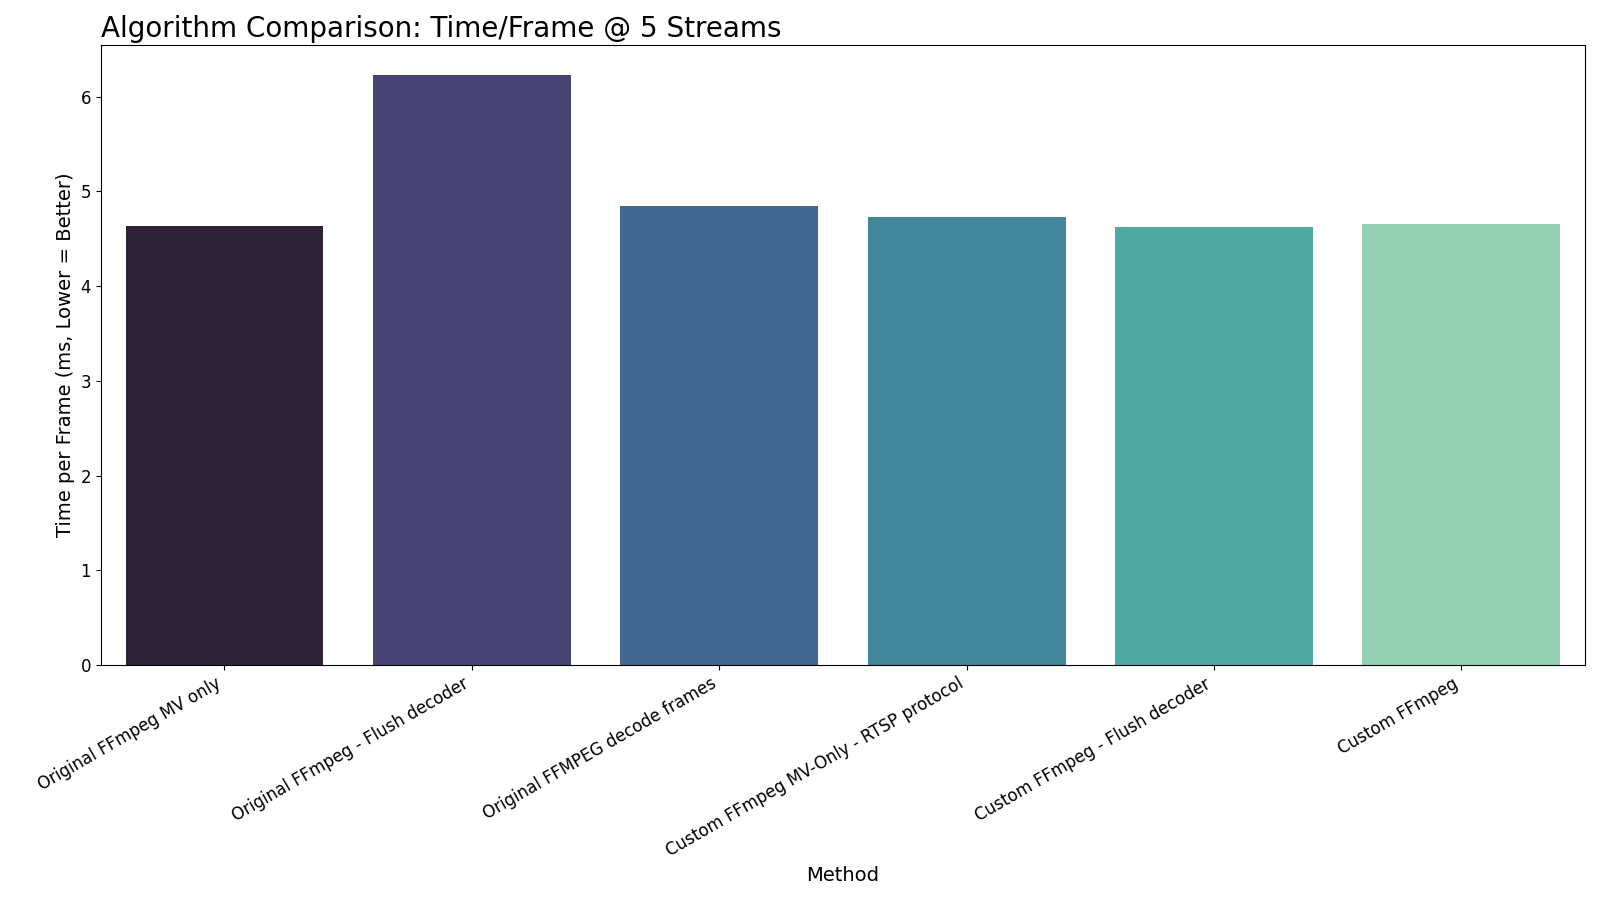 Algorithm Comparison: Time/Frame @ 5 Streams
Time per Frame (ms, Lower = Better)
6
5
4
3
2
1
0
Original FFmpeg MV only
Original FFmpeg - Flush decoder
Original FFMPEG decode frames
Custom FFmpeg MV-Only - RTSP protocol
Custom FFmpeg - Flush decoder
Custom FFmpeg
Method